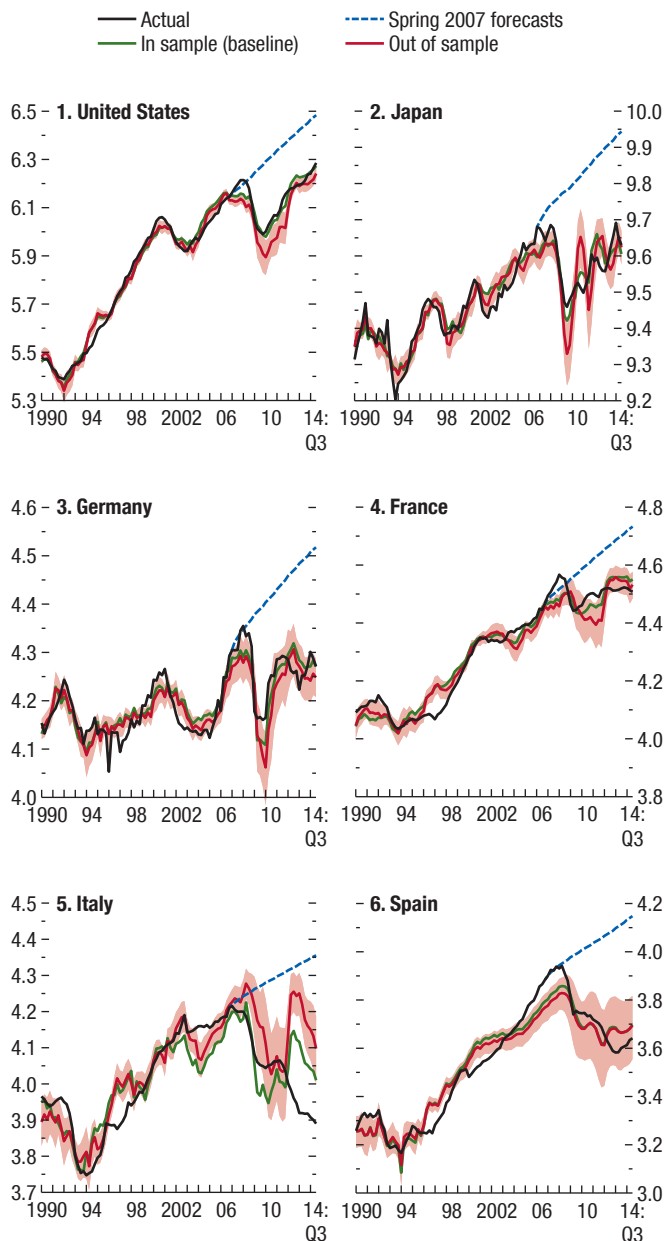 Actual
Spring 2007 forecasts
In sample (baseline)
Out of sample
1. United States
6.5
6.3
6.1
5.9
5.7
5.5
5.3
1990 94 98 2002 06 10 14:
Q3
2. Japan
10.0
9.9
9.8
9.7
9.6
9.5
9.4
9.3
9.2
1990 94 98 2002 06 10 14:
Q3
3. Germany
4.6
4.5
4.4
4.3
4.2
4.1
4.0
1990 94 98 2002 06 10 14:
Q3
4. France
4.8
4.6
4.4
4.2
4.0
3.8
1990 94 98 2002 06 10 14:
Q3
5. Italy
4.5
4.4
4.3
4.2
4.1
4.0
3.9
3.8
3.7
1990 94 98 2002 06 10 14:
Q3
6. Spain
4.2
4.0
3.8
3.6
3.4
3.2
3.0
1990 94 98 2002 06 10 14:
Q3